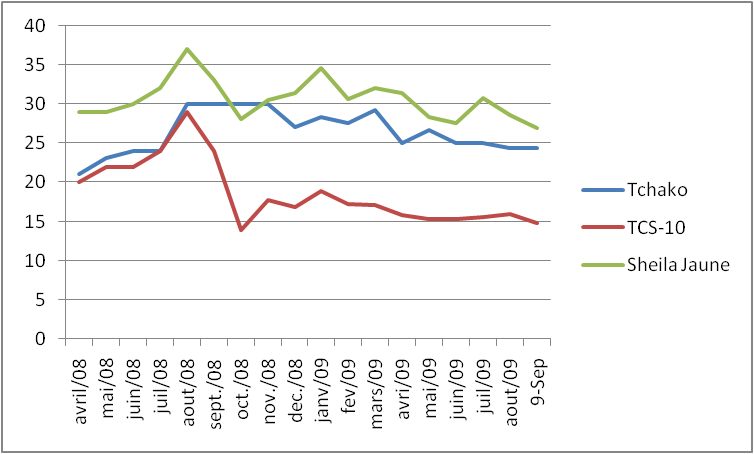 40
35
30
25
20
15
10
5
0
avril/08
mai/08
juin/08
juil/08
aout/08
sept./08
oct./08
nov./08
dec./08
janv/09
fev/09
mars/09
avri/09
mai/09
juin/09
juil/09
aout/09
9-Sep
Tchako
TCS-10
Sheila Jaune